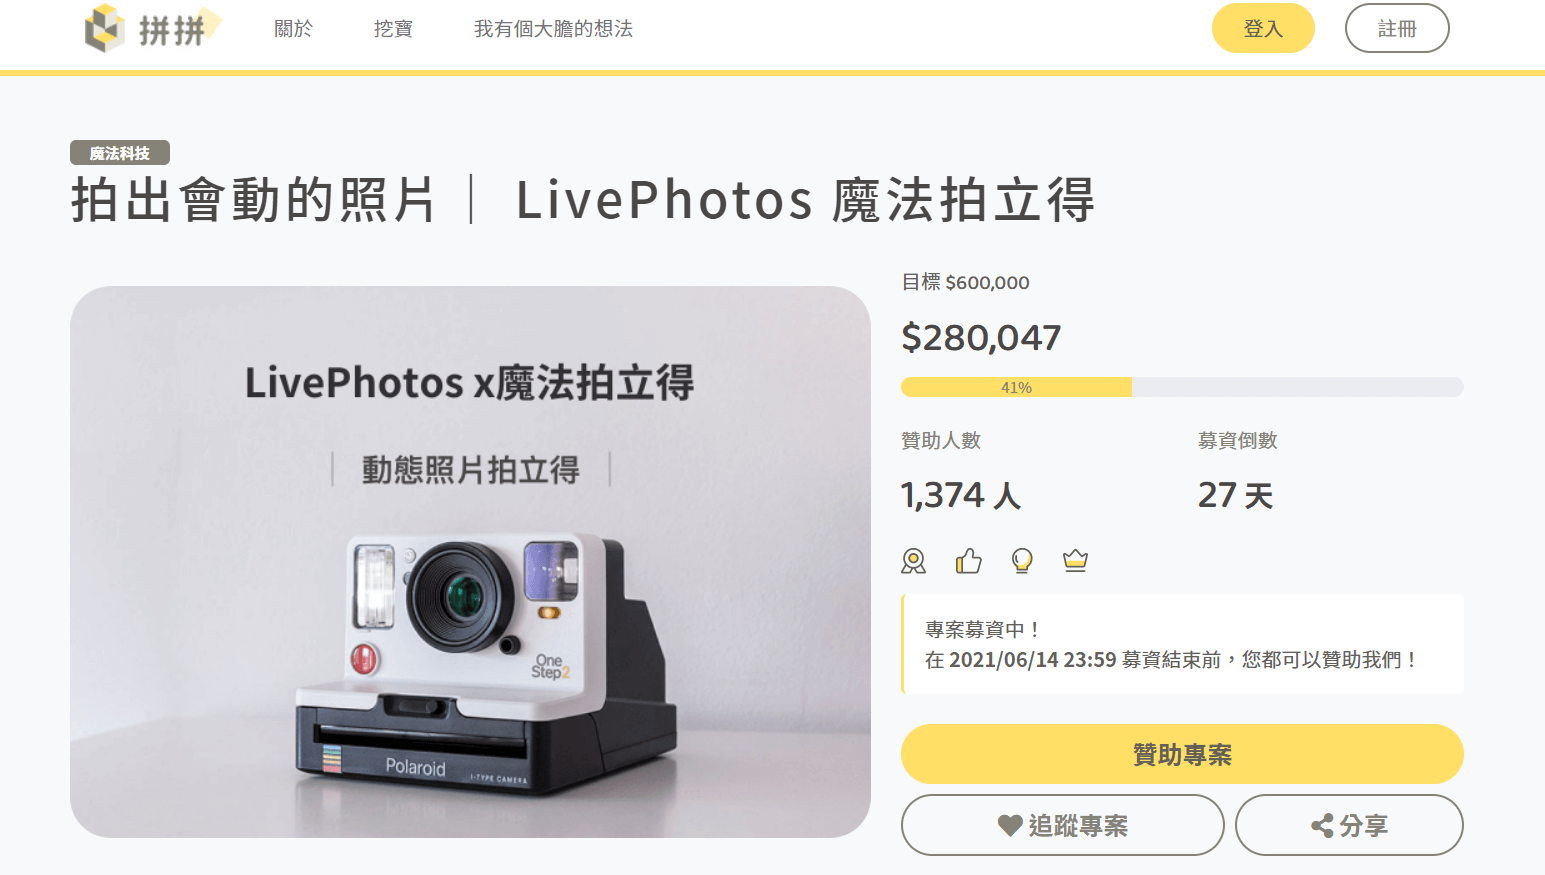 拼拼
關於
挖寶
我有個大膽的想法
登入
註冊
魔法科技
拍出會動的照片｜ LivePhotos 魔法拍立得
LivePhotos x魔法拍立得
｜ 動態照片拍立得 ｜
One
Step2
Polaroid
I-TYPE CAMERA
目標 $600,000
$280,047
41%
贊助人數
募資倒數
1,374 人
27 天
專案募資中！
在 2021/06/14 23:59 募資結束前，您都可以贊助我們！
贊助專案
追蹤專案
分享